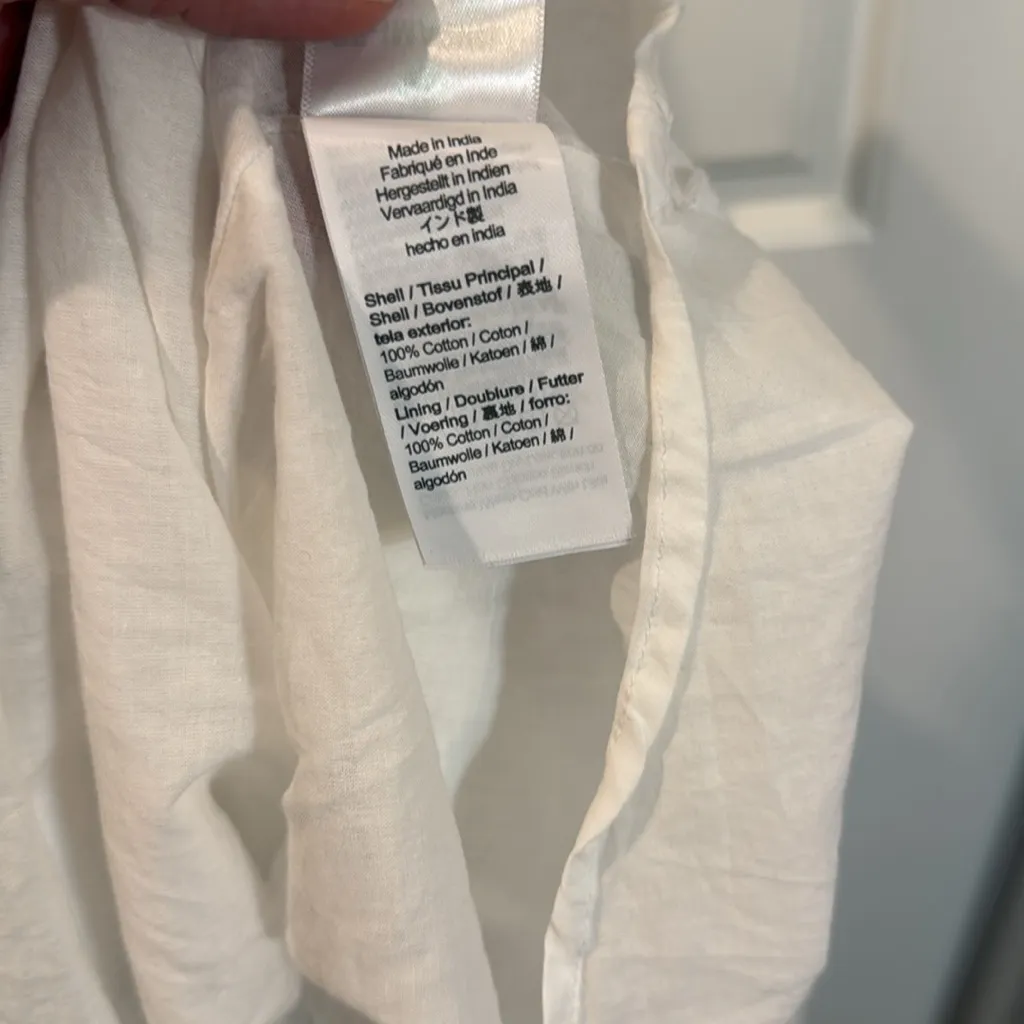 Made in India
Fabriqué en Inde
Hergestellt in Indien
Vervaardigd in India
インド製
hecho en india
Shell / Tissu Principal /
Shell / Bovenstof / 表地 /
tela exterior:
100% Cotton / Coton /
Baumwolle / Katoen / 綿 /
algodón
Lining / Doublure / Futter
/ Voering / 裏地 / forro:
100% Cotton / Coton /
Baumwolle / Katoen / 綿 /
algodón